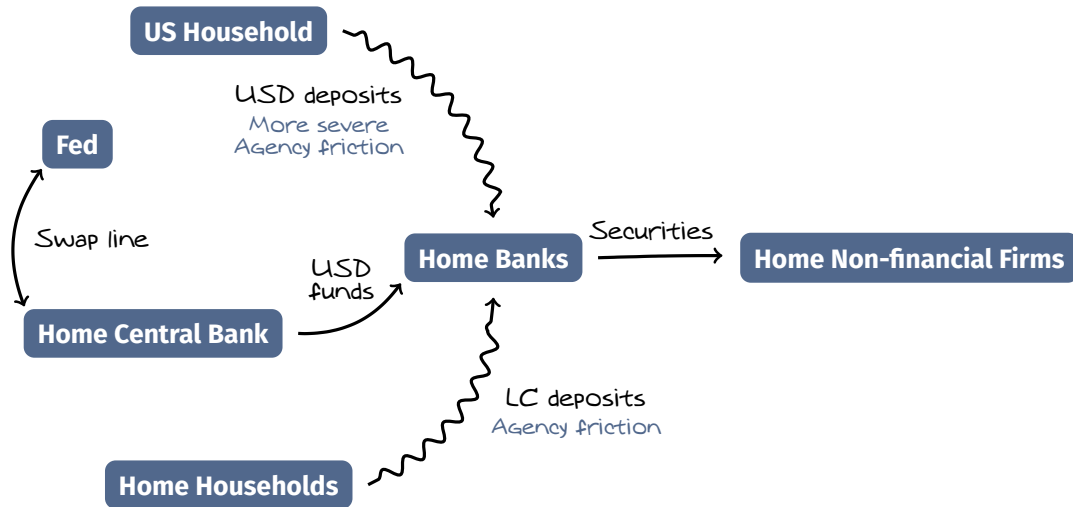 US Household
USD deposits
More severe
Agency friction
Fed
Swap line
USD
funds
Home Banks
Securities
Home Non-financial Firms
Home Central Bank
LC deposits
Agency friction
Home Households